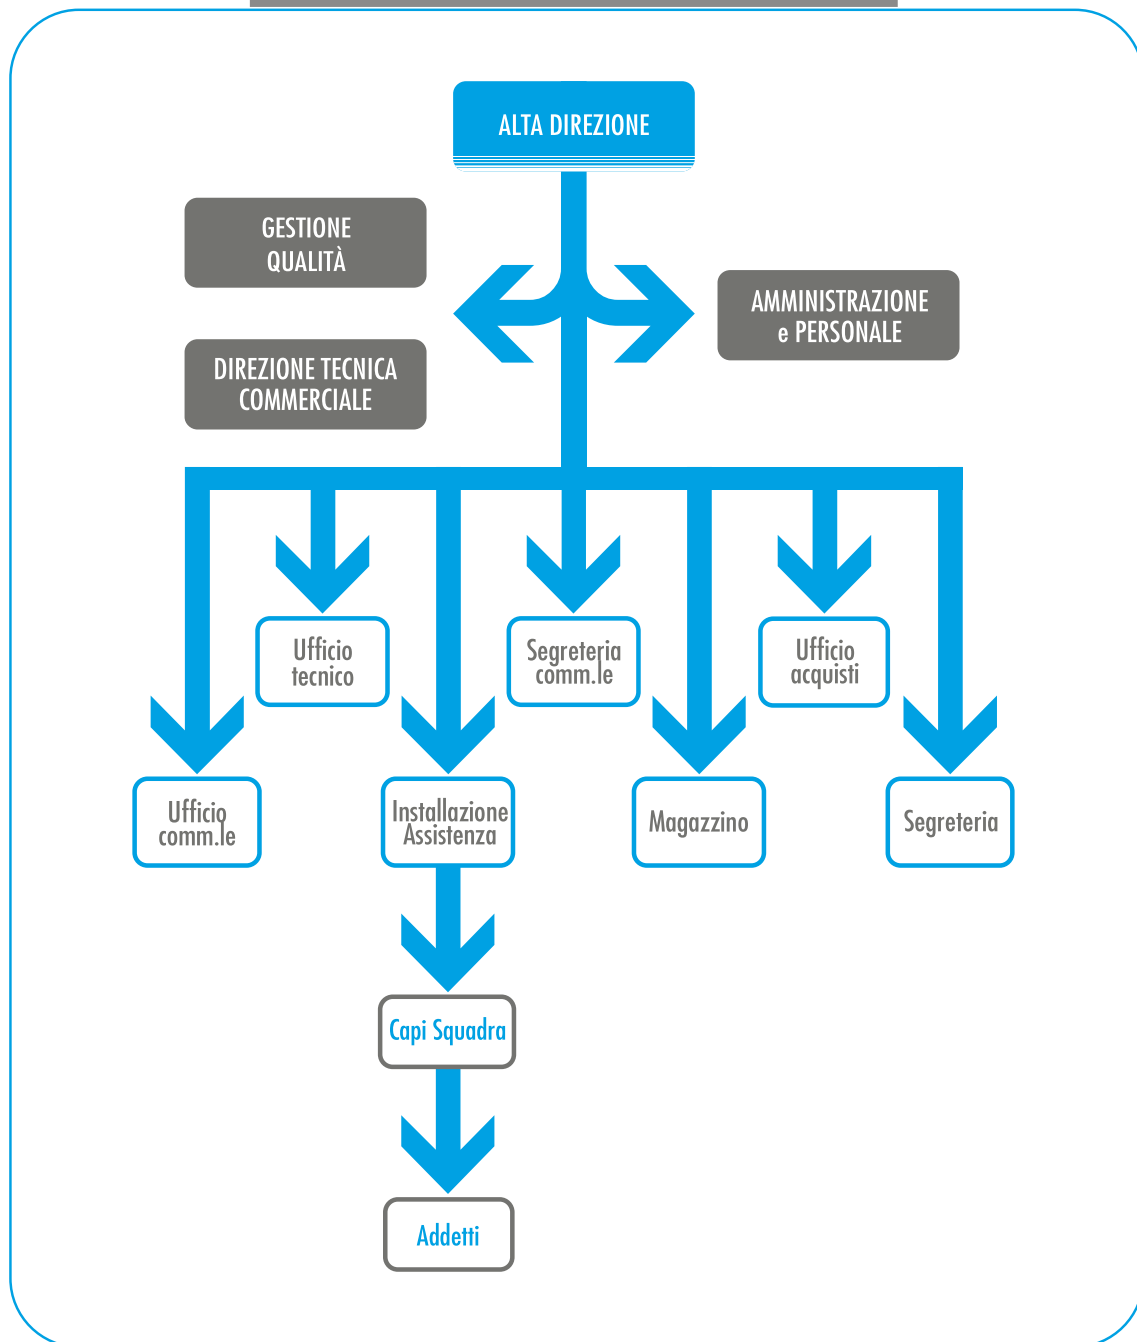 ALTA DIREZIONE
GESTIONE
QUALITÀ
AMMINISTRAZIONE
e PERSONALE
DIREZIONE TECNICA
COMMERCIALE
Ufficio
tecnico
Segreteria
comm.le
Ufficio
acquisti
Ufficio
comm.le
Installazione
Assistenza
Magazzino
Segreteria
Capi Squadra
Addetti